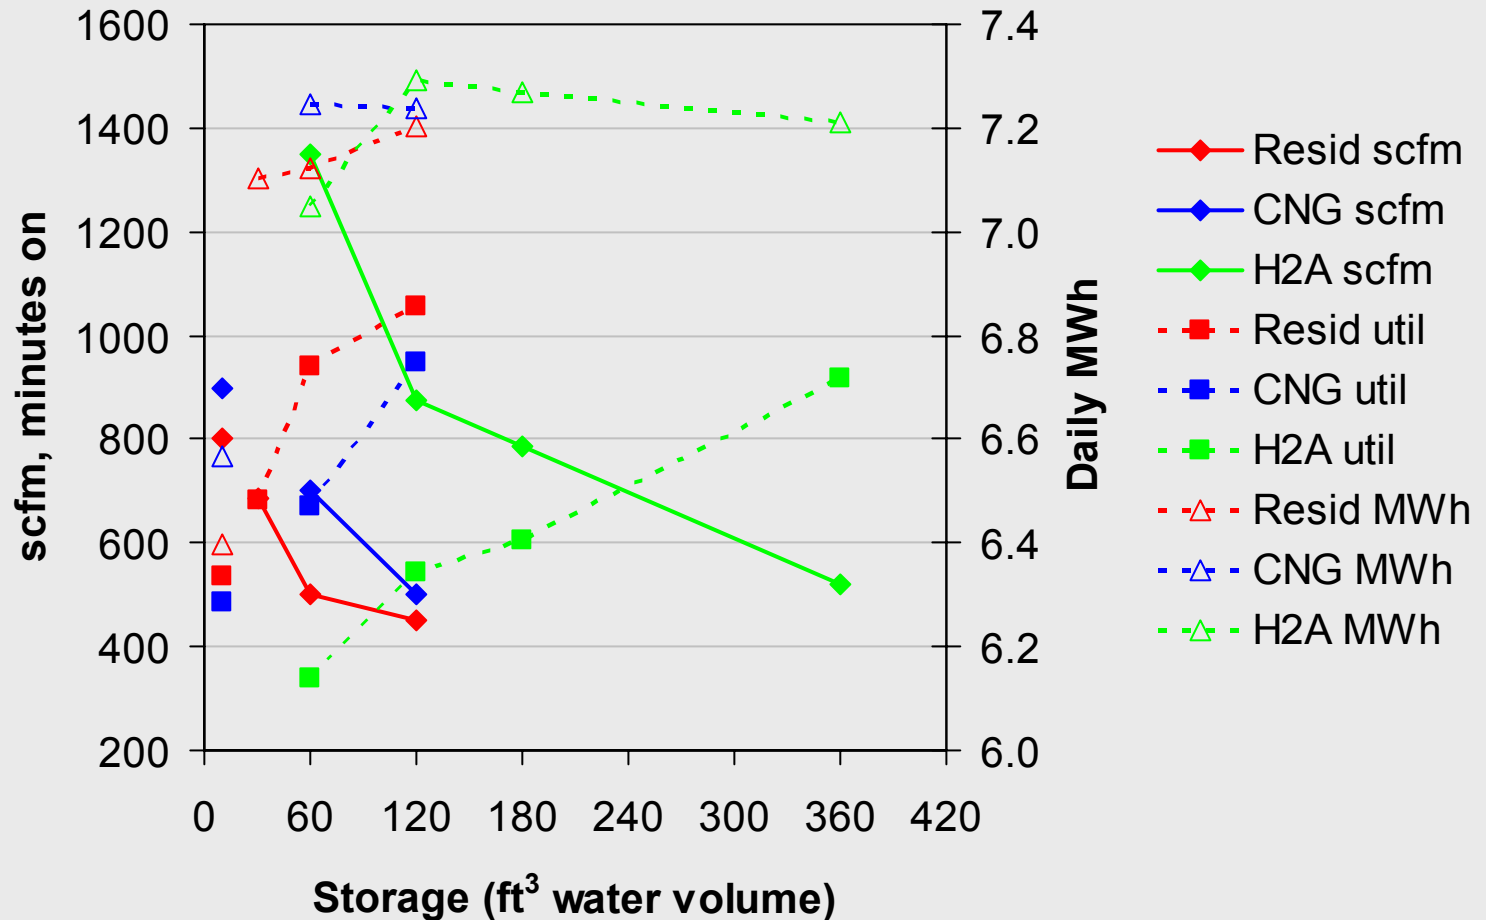 1600
1400
1200
1000
800
600
400
200
scfm, minutes on
7.4
7.2
7.0
6.8
6.6
6.4
6.2
6.0
Daily MWh
0 60 120 180 240 300 360 420
Storage (ft³ water volume)
Resid scfm
CNG scfm
H2A scfm
Resid util
CNG util
H2A util
Resid MWh
CNG MWh
H2A MWh